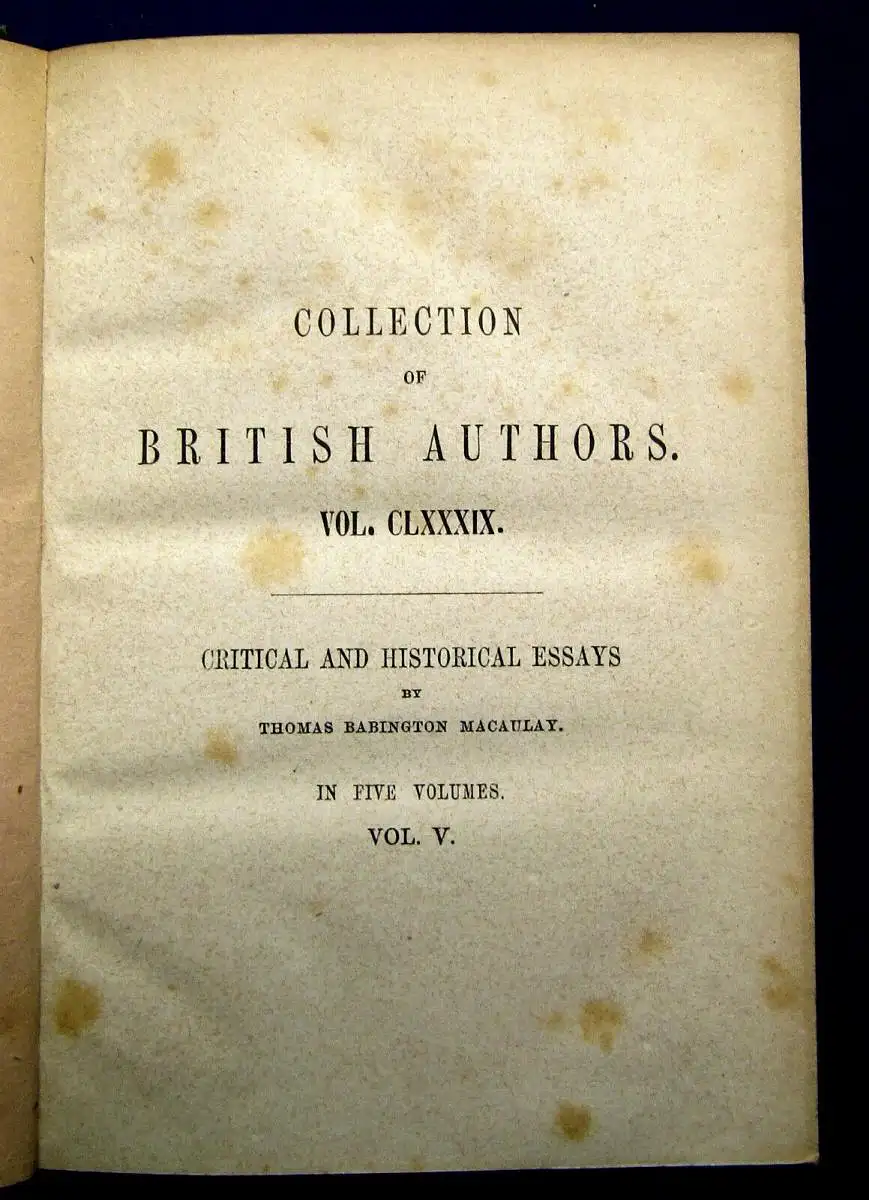 COLLECTION
OF
BRITISH AUTHORS.
VOL. CLXXXIX.
CRITICAL AND HISTORICAL ESSAYS
BY
THOMAS BABINGTON MACAULAY.
IN FIVE VOLUMES.
VOL. V.